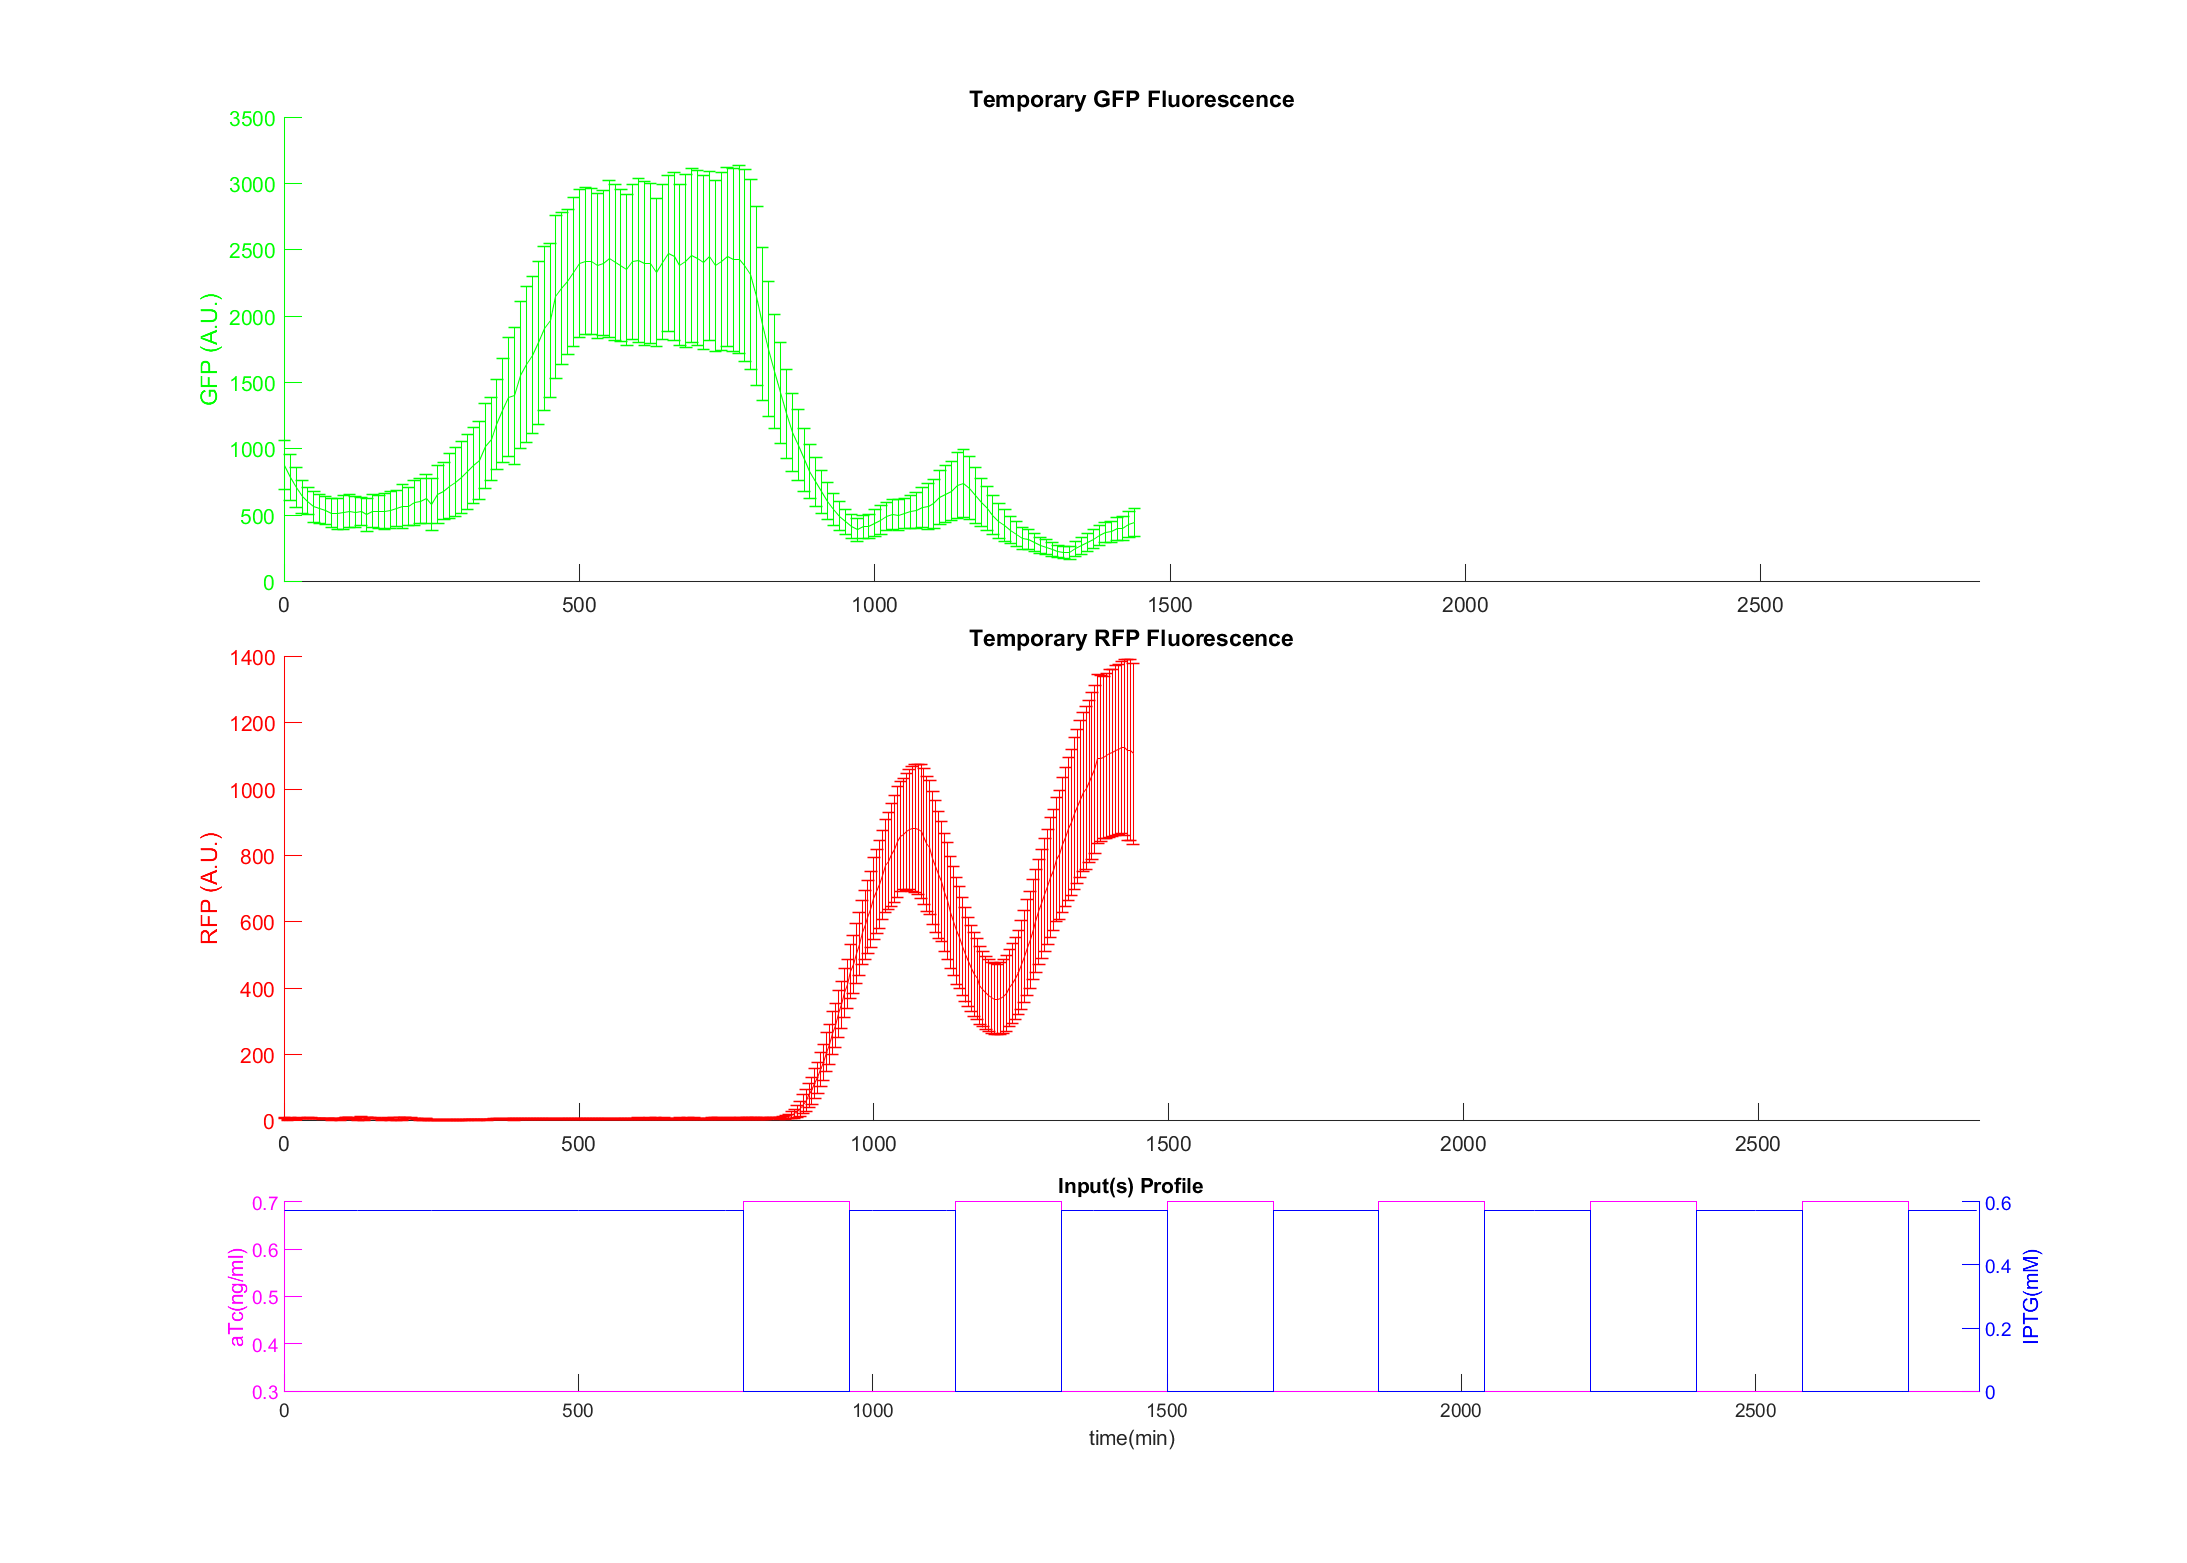 Temporary GFP Fluorescence
3500
3000
2500
2000
1500
1000
500
0
GFP (A.U.)
0 500 1000 1500 2000 2500
Temporary RFP Fluorescence
1400
1200
1000
800
600
400
200
0
RFP (A.U.)
0 500 1000 1500 2000 2500
Input(s) Profile
0.7
0.6
0.5
0.4
0.3
aTc(ng/ml)
0.6
0.4
0.2
0
IPTG(mM)
0 500 1000 1500 2000 2500
time(min)